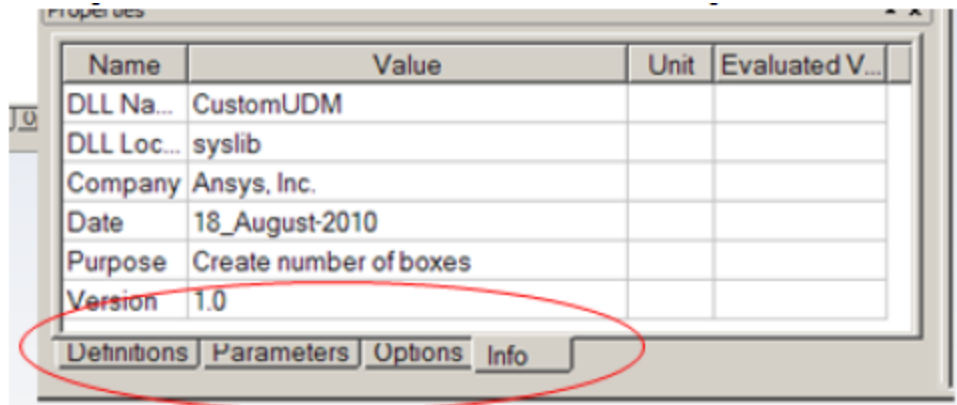 Properties
Name Value Unit Evaluated V...
DLL Na... CustomUDM
DLL Loc... syslib
Company Ansys, Inc.
Date 18_August-2010
Purpose Create number of boxes
Version 1.0
Definitions Parameters Options Info